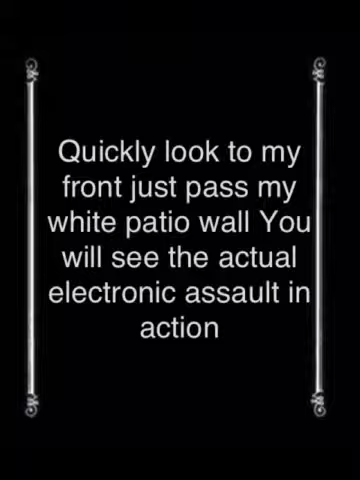 Quickly look to my
front just pass my
white patio wall You
will see the actual
electronic assault in
action